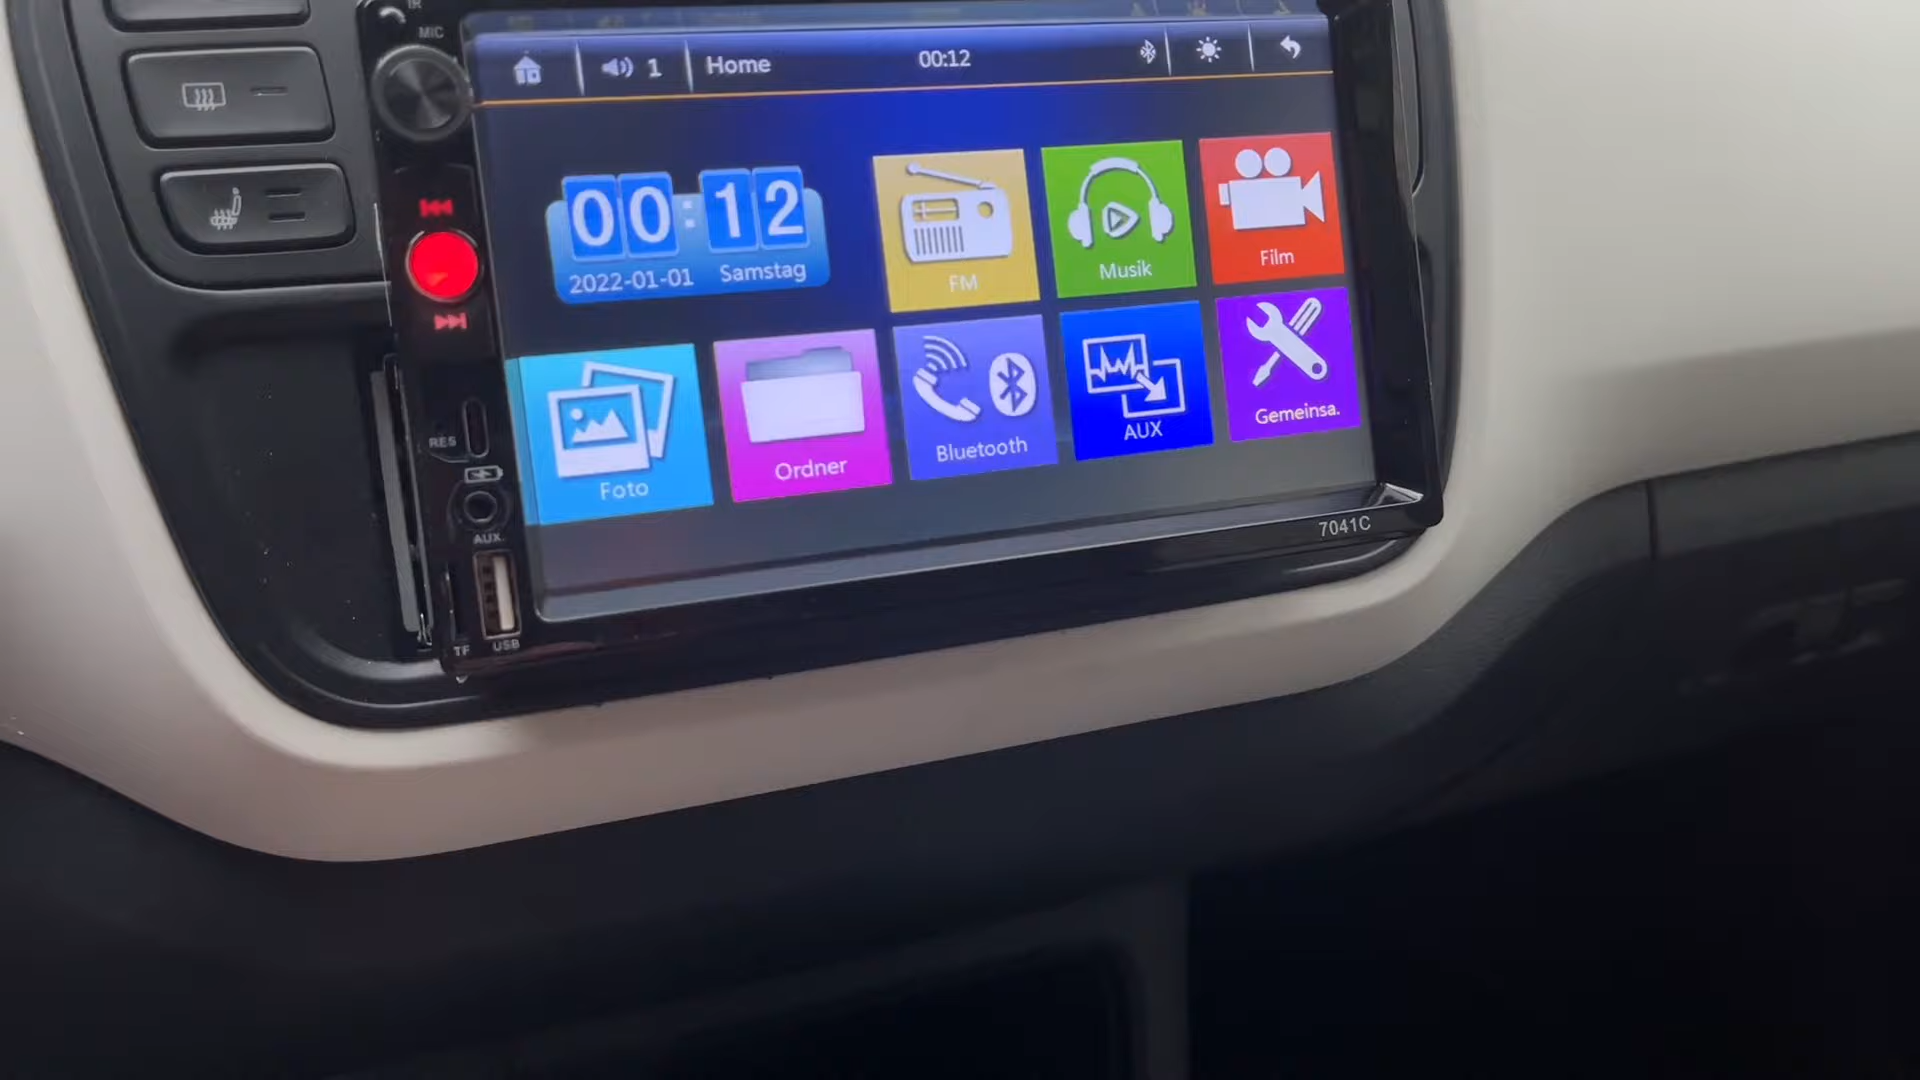 IR
MIC
1
Home
00:12
00:12
2022-01-01 Samstag
FM
Musik
Film
Foto
Ordner
Bluetooth
AUX
Gemeinsa.
RES
AUX
TF
USB
7041C